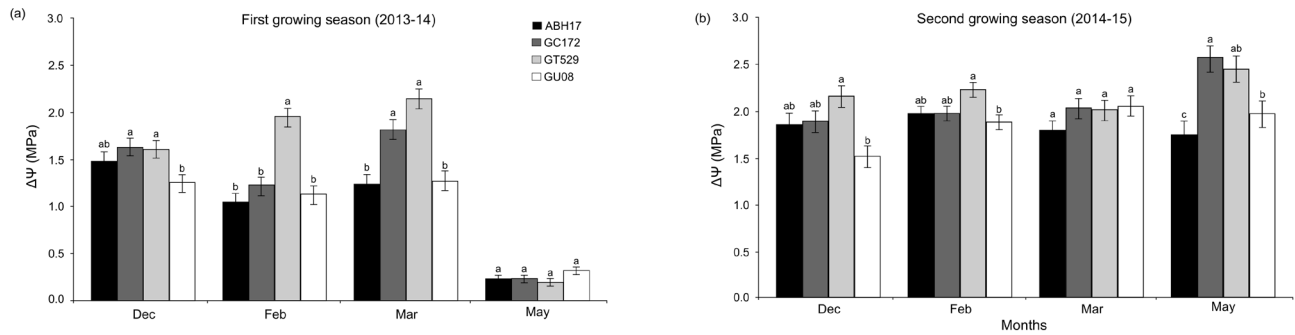 (a)
First growing season (2013-14)
3.0
2.5
2.0
1.5
1.0
0.5
0.0
ΔΨ (MPa)
ABH17
GC172
GT529
GU08
ab
a
a
b
b
b
a
b
b
a
a
b
a
a
a
a
Dec
Feb
Mar
May
(b)
Second growing season (2014-15)
3.0
2.5
2.0
1.5
1.0
0.5
0.0
ΔΨ (MPa)
ab
ab
a
b
ab
ab
a
b
a
a
a
a
c
a
ab
b
Dec
Feb
Mar
May
Months